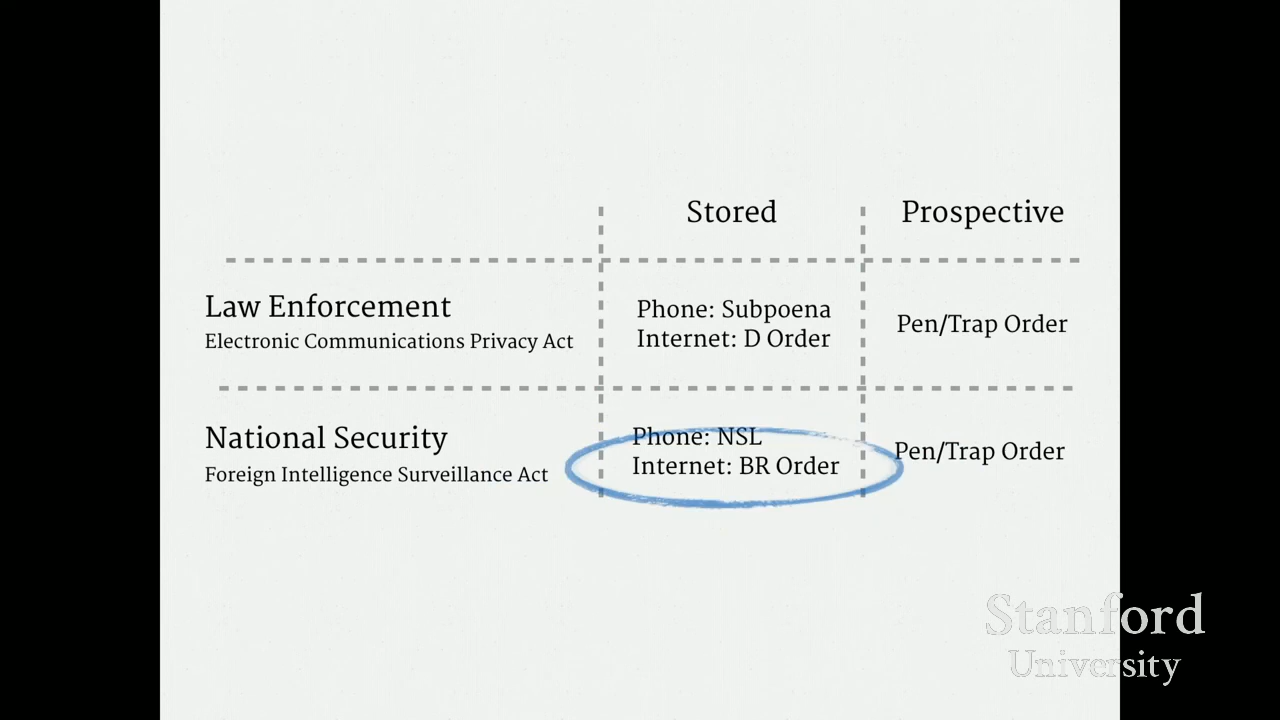 Stored
Prospective
Law Enforcement
Electronic Communications Privacy Act
Phone: Subpoena
Internet: D Order
Pen/Trap Order
National Security
Foreign Intelligence Surveillance Act
Phone: NSL
Internet: BR Order
Pen/Trap Order
Stanford
University